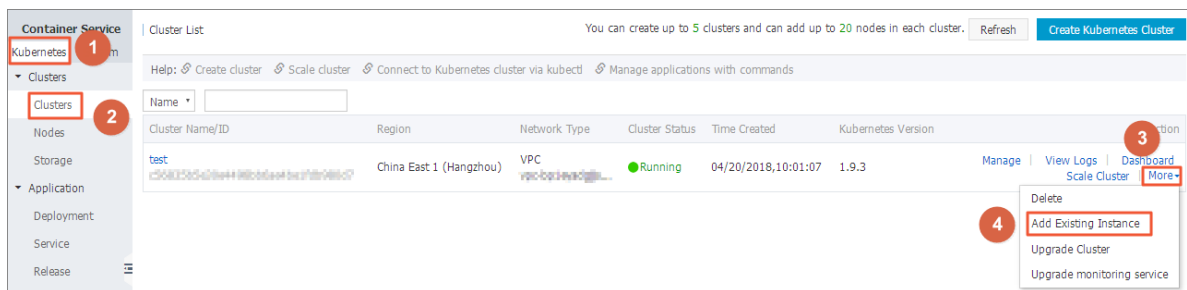 Container Service
Kubernetes
1
m
Clusters
Clusters
2
Nodes
Storage
Application
Deployment
Service
Release
Cluster List
You can create up to 5 clusters and can add up to 20 nodes in each cluster.
Refresh
Create Kubernetes Cluster
Help: Create cluster Scale cluster Connect to Kubernetes cluster via kubectl Manage applications with commands
Name
Cluster Name/ID Region Network Type Cluster Status Time Created Kubernetes Version
3
ction
test China East 1 (Hangzhou) VPC Running 04/20/2018,10:01:07 1.9.3
Manage | View Logs | Dashboard
Scale Cluster | More
Delete
4
Add Existing Instance
Upgrade Cluster
Upgrade monitoring service